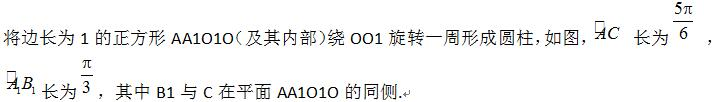 将边长为 1 的正方形 AA1O1O（及其内部）绕 OO1 旋转一周形成圆柱，如图，AC 长为 5π/6 ，
A₁B₁ 长为 π/3 ，其中 B1 与 C 在平面 AA1O1O 的同侧.